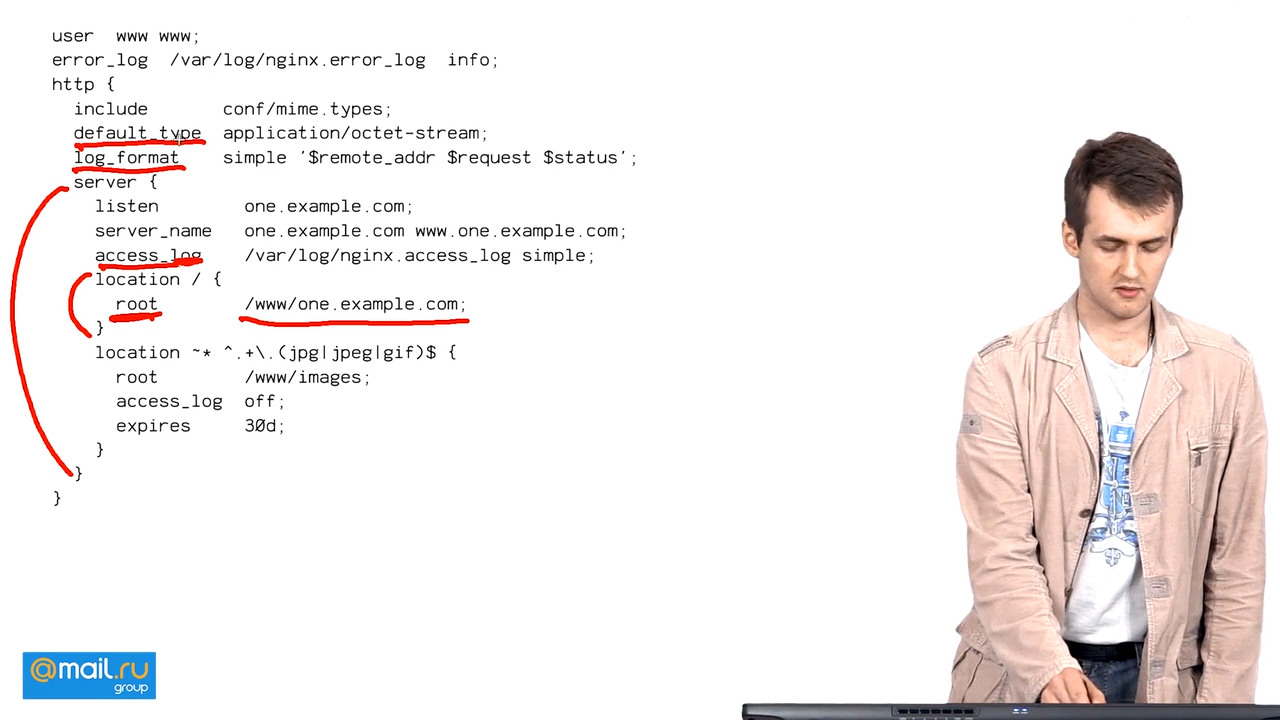 user  www www;
error_log  /var/log/nginx.error_log  info;
http {
  include       conf/mime.types;
  default_type  application/octet-stream;
  log_format    simple '$remote_addr $request $status';
  server {
    listen        one.example.com;
    server_name   one.example.com www.one.example.com;
    access_log    /var/log/nginx.access_log simple;
    location / {
      root        /www/one.example.com;
    }
    location ~* ^.+\.(jpg|jpeg|gif)$ {
      root        /www/images;
      access_log  off;
      expires     30d;
    }
  }
}
@mail.ru
group